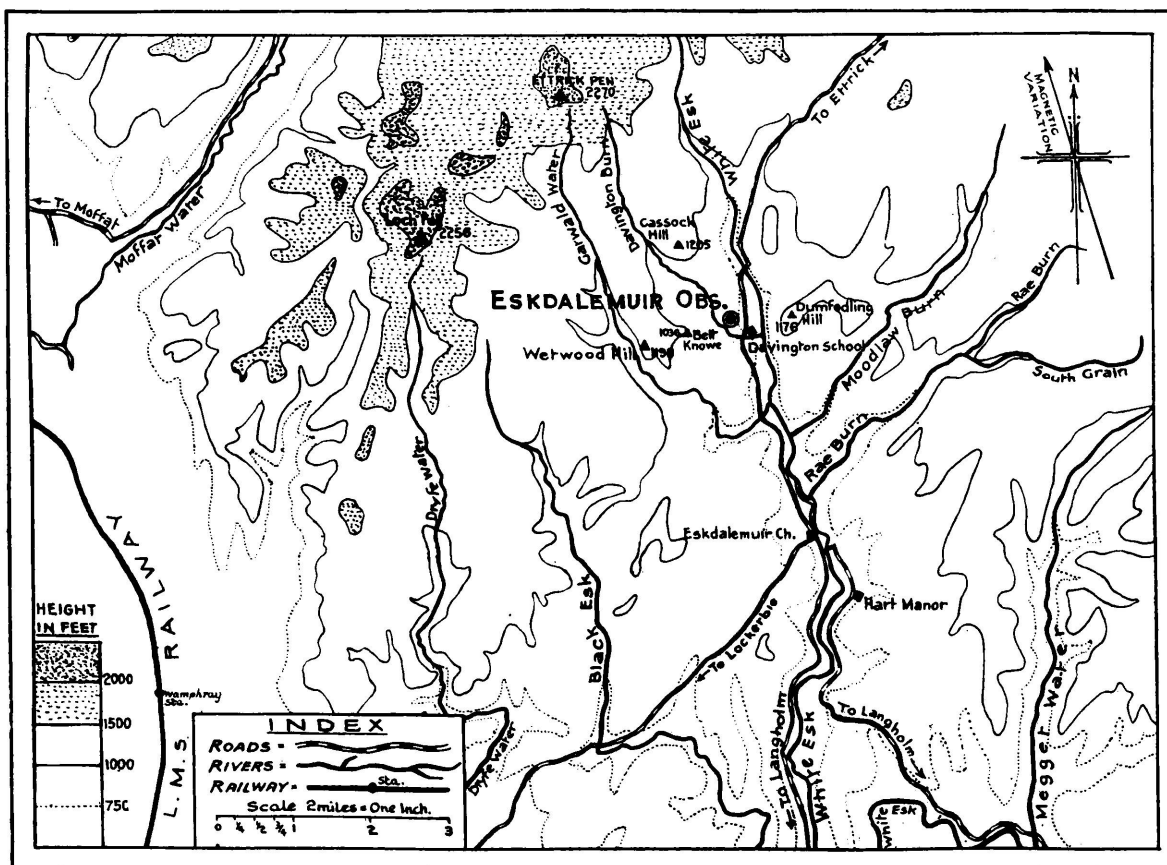 ETTRICK PEN
2270
To Moffat
Moffat Water
Loch Fell
2256
Garwald Water
Davington Burn
White Esk
To Ettrick
MAGNETIC VARIATION
N
Cassock Hill
1205
ESKDALEMUIR OBS.
Dumfedling Hill
1176
Moodlaw Burn
Rae Burn
South Grain
1036
Bell Knowe
Wetwood Hill
Davington School
Rae Burn
Dryfe Water
Eskdalemuir Ch.
Hart Manor
Black Esk
To Lockerbie
To Langholm
White Esk
To Langholm
White Esk
Megget Water
Dryfe Water
L.M.S. RAILWAY
Wamphray Sta.
HEIGHT
IN FEET
2000
1500
1000
750
INDEX
ROADS =
RIVERS =
RAILWAY = Sta.
Scale 2 miles = One Inch.
0 ¼ ½ ¾ 1 2 3